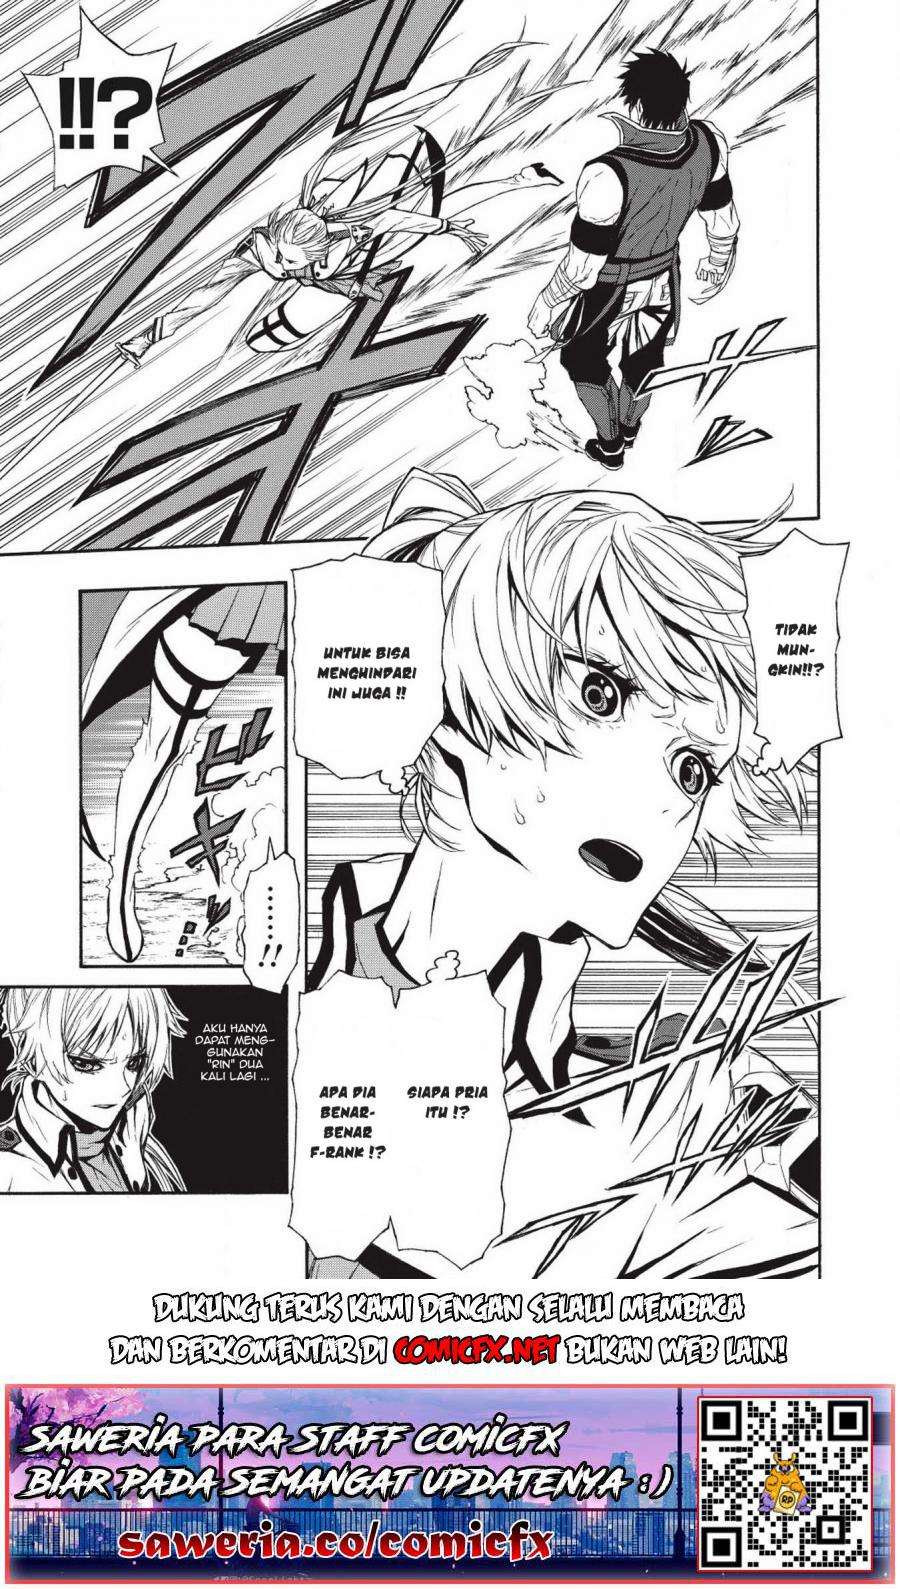 !!?
TIDAK
MUN-
GKIN!!?
UNTUK BISA
MENGHINDARI
INI JUGA !!
......!!
SIAPA PRIA
ITU !?
APA DIA
BENAR-
BENAR
F-RANK !?
AKU HANYA
DAPAT MENG-
GUNAKAN
"RIN" DUA
KALI LAGI ...
DUKUNG TERUS KAMI DENGAN SELALU MEMBACA
DAN BERKOMENTAR DI COMICFX.NET BUKAN WEB LAIN!
SAWERIA PARA STAFF COMICFX
BIAR PADA SEMANGAT UPDATENYA :)
saweria.co/comicfx